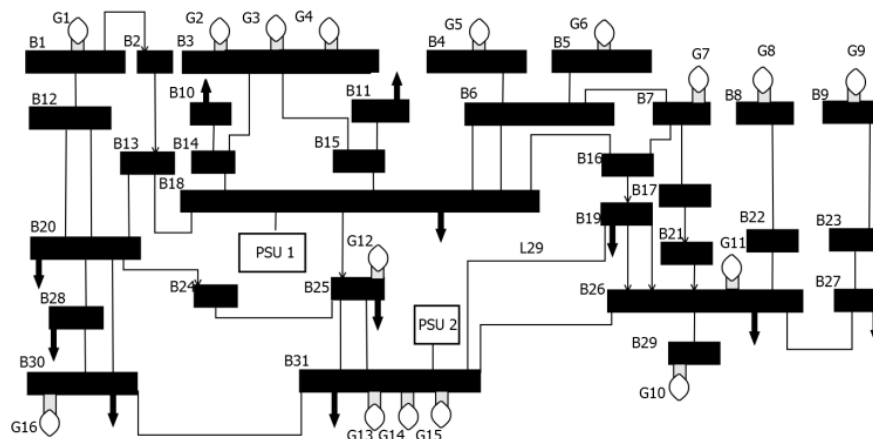 G1 G2 G3 G4 G5 G6
B1 B2 B3 B4 B5 G7 G8 G9
B12 B10 B11 B6 B7 B8 B9
B13 B14 B15 B16
B18 B17
B20 PSU 1 G12 L29 B19 B21 G11 B22 B23
B24 B25 B26 B27
B28 PSU 2
B30 B31 B29
G16 G13 G14 G15 G10